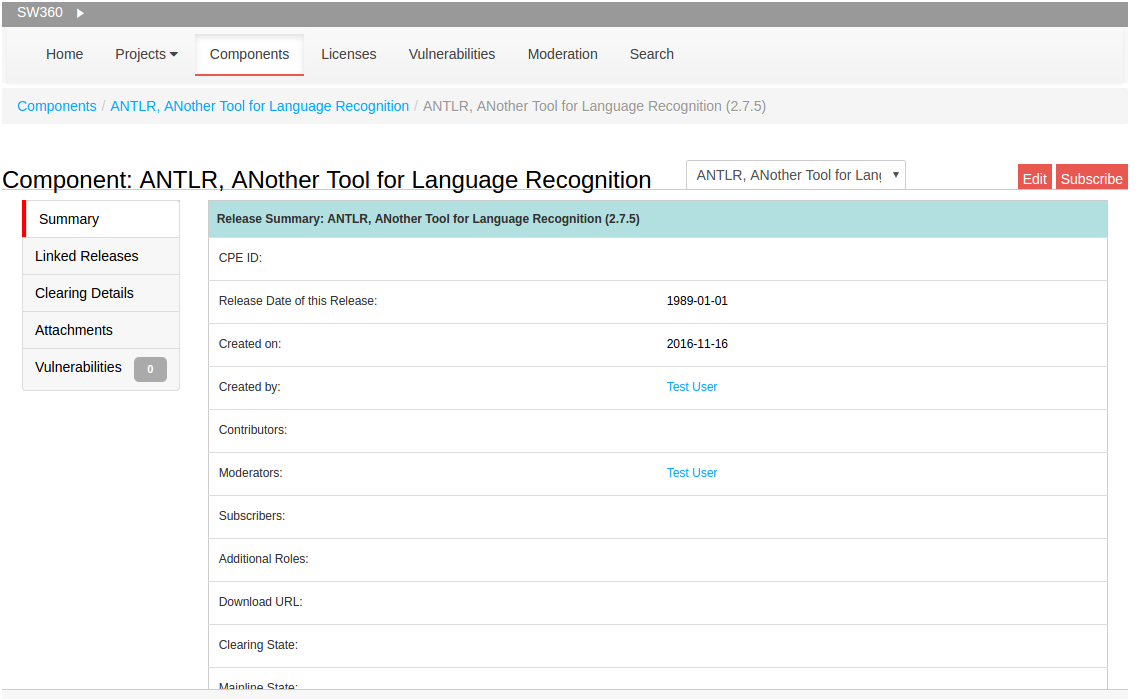 SW360
Home Projects Components Licenses Vulnerabilities Moderation Search
Components / ANTLR, ANother Tool for Language Recognition / ANTLR, ANother Tool for Language Recognition (2.7.5)
Component: ANTLR, ANother Tool for Language Recognition
ANTLR, ANother Tool for Lang
Edit Subscribe
Summary
Linked Releases
Clearing Details
Attachments
Vulnerabilities 0
Release Summary: ANTLR, ANother Tool for Language Recognition (2.7.5)
CPE ID:
Release Date of this Release: 1989-01-01
Created on: 2016-11-16
Created by: Test User
Contributors:
Moderators: Test User
Subscribers:
Additional Roles:
Download URL:
Clearing State:
Mainline State: